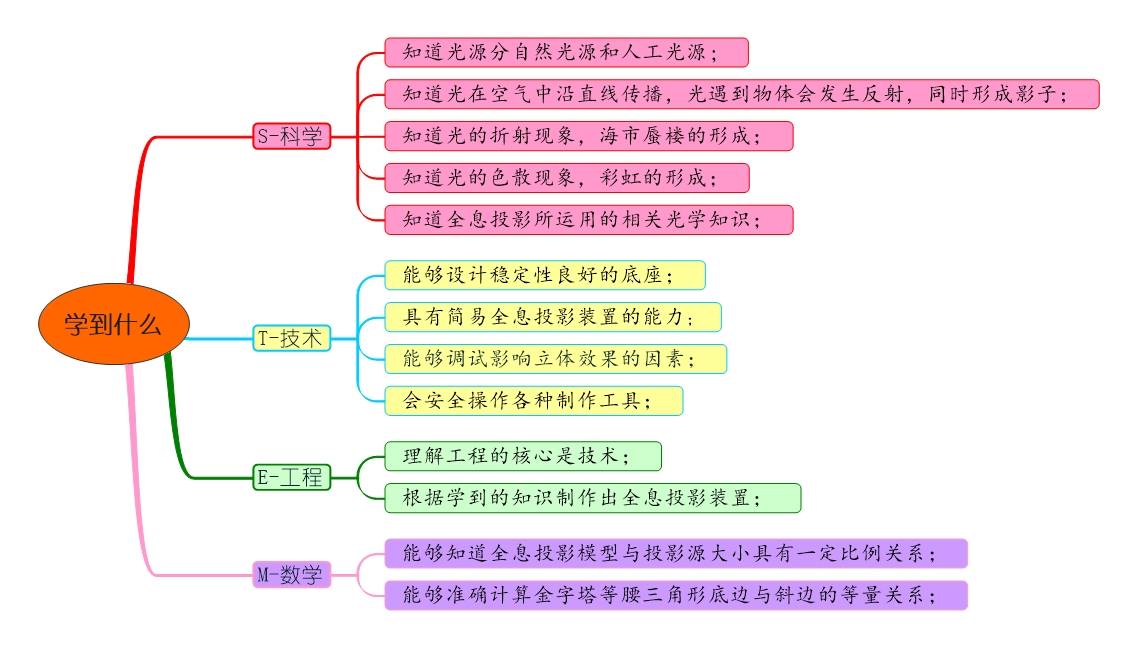 学到什么
S-科学
知道光源分自然光源和人工光源；
知道光在空气中沿直线传播，光遇到物体会发生反射，同时形成影子；
知道光的折射现象，海市蜃楼的形成；
知道光的色散现象，彩虹的形成；
知道全息投影所运用的相关光学知识；
T-技术
能够设计稳定性良好的底座；
具有简易全息投影装置的能力；
能够调试影响立体效果的因素；
会安全操作各种制作工具；
E-工程
理解工程的核心是技术；
根据学到的知识制作出全息投影装置；
M-数学
能够知道全息投影模型与投影源大小具有一定比例关系；
能够准确计算金字塔等腰三角形底边与斜边的等量关系；